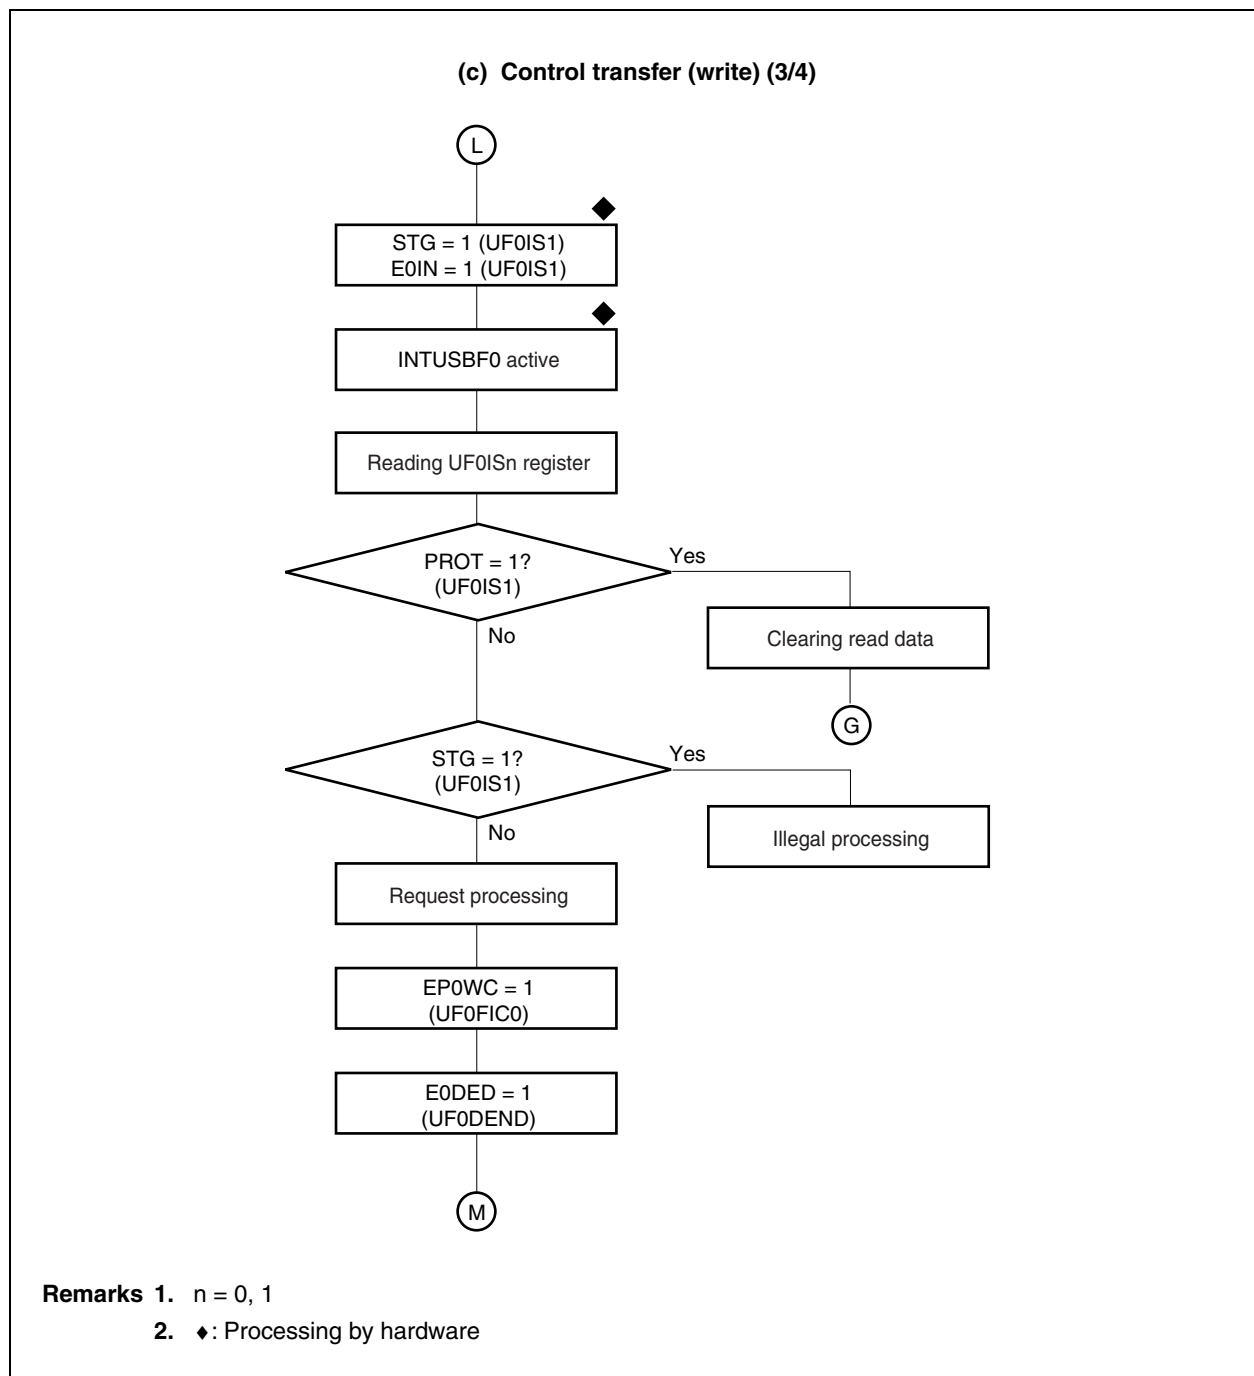 (c) Control transfer (write) (3/4)
L
STG = 1 (UF0IS1)
E0IN = 1 (UF0IS1)
INTUSBF0 active
Reading UF0ISn register
PROT = 1?
(UF0IS1)
Yes
No
Clearing read data
G
STG = 1?
(UF0IS1)
Yes
No
Illegal processing
Request processing
EP0WC = 1
(UF0FIC0)
E0DED = 1
(UF0DEND)
M
Remarks 1. n = 0, 1
2. ♦: Processing by hardware